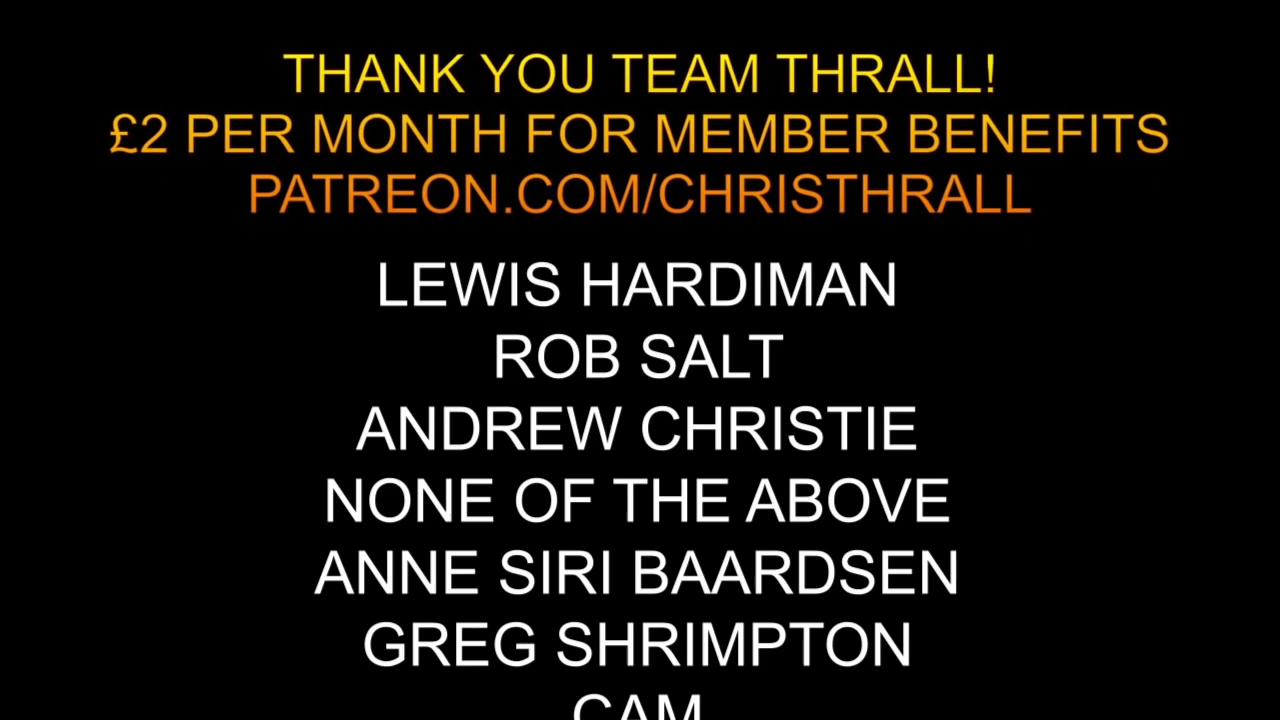 THANK YOU TEAM THRALL!
£2 PER MONTH FOR MEMBER BENEFITS
PATREON.COM/CHRISTHRALL
LEWIS HARDIMAN
ROB SALT
ANDREW CHRISTIE
NONE OF THE ABOVE
ANNE SIRI BAARDSEN
GREG SHRIMPTON
CAM